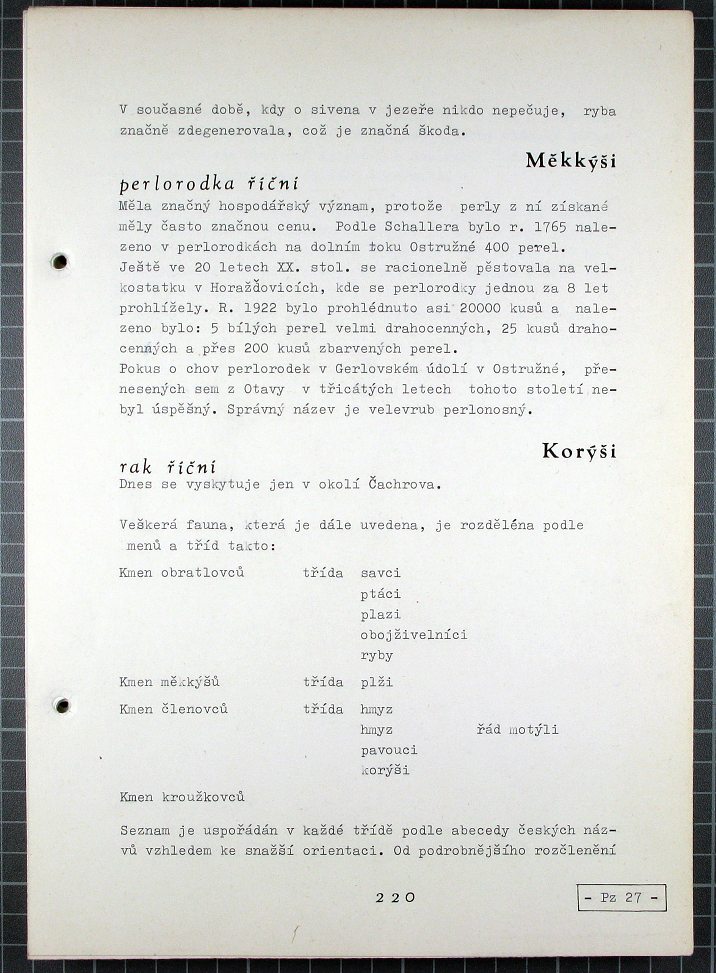 V současné době, kdy o sivena v jezeře nikdo nepečuje, ryba
značně zdegenerovala, což je značná škoda.
Měkkýši
perlorodka říční
Měla značný hospodářský význam, protože perly z ní získané
měly často značnou cenu. Podle Schallera bylo r. 1765 nale-
zeno v perlorodkách na dolním toku Ostružné 400 perel.
Ještě ve 20 letech XX. stol. se racionelně pěstovala na vel-
kostatku v Horažďovicích, kde se perlorodky jednou za 8 let
prohlížely. R. 1922 bylo prohlédnuto asi 20000 kusů a nale-
zeno bylo: 5 bílých perel velmi drahocenných, 25 kusů draho-
cenných a přes 200 kusů zbarvených perel.
Pokus o chov perlorodek v Gerlovském údolí v Ostružné, pře-
nesených sem z Otavy v třicátých letech tohoto století ne-
byl úspěšný. Správný název je velevrub perlonosný.
Korýši
rak říční
Dnes se vyskytuje jen v okolí Čachrova.
Veškerá fauna, která je dále uvedena, je rozděléna podle
menů a tříd takto:
Kmen obratlovců třída savci
ptáci
plazi
obojživelníci
ryby
Kmen měkkýšů třída plži
Kmen členovců třída hmyz
hmyz řád motýli
pavouci
korýši
Kmen kroužkovců
Seznam je uspořádán v každé třídě podle abecedy českých náz-
vů vzhledem ke snažší orientaci. Od podrobnějšího rozčlenění
220
- Pz 27 -